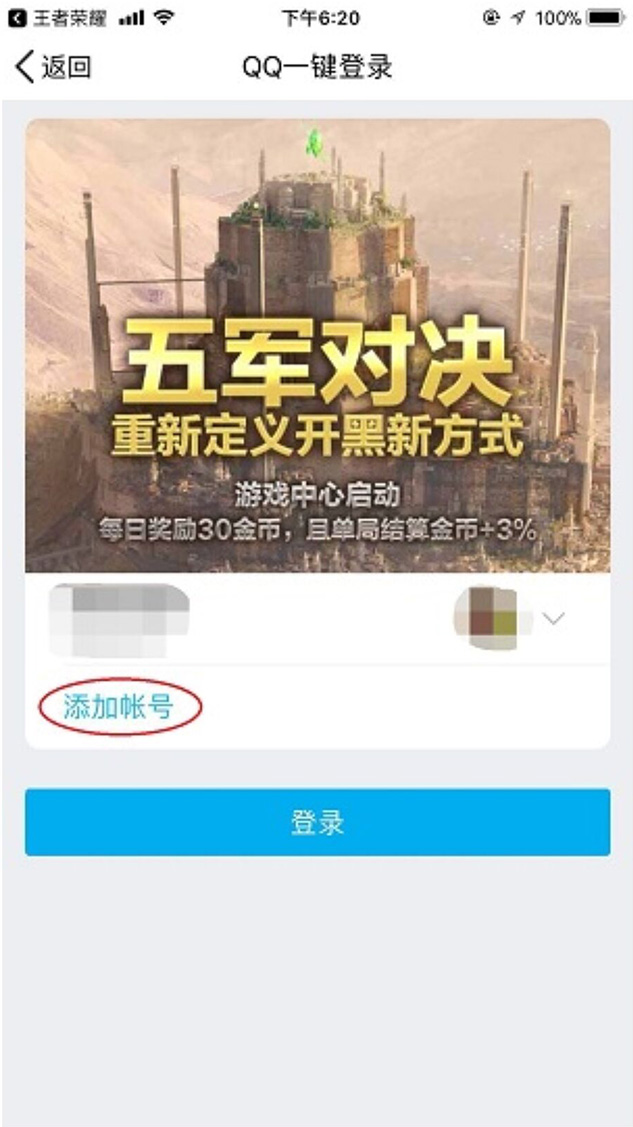 王者荣耀
下午6:20
100%
返回
QQ一键登录
五军对决
重新定义开黑新方式
游戏中心启动
每日奖励30金币，且单局结算金币+3%
添加帐号
登录